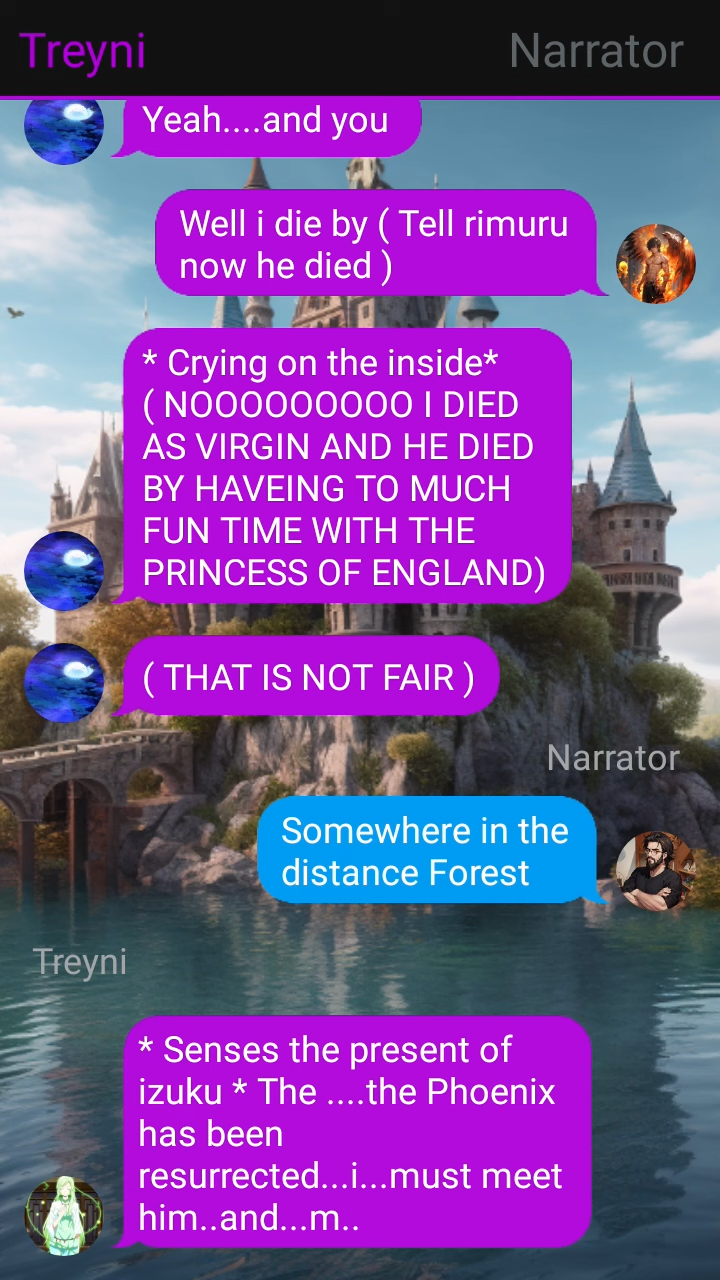 Treyni
Narrator
Yeah....and you
Well i die by ( Tell rimuru
now he died )
* Crying on the inside*
( NOOOOOOOOO I DIED
AS VIRGIN AND HE DIED
BY HAVEING TO MUCH
FUN TIME WITH THE
PRINCESS OF ENGLAND)
( THAT IS NOT FAIR )
Narrator
Somewhere in the
distance Forest
Treyni
* Senses the present of
izuku * The ....the Phoenix
has been
resurrected...i...must meet
him..and...m..